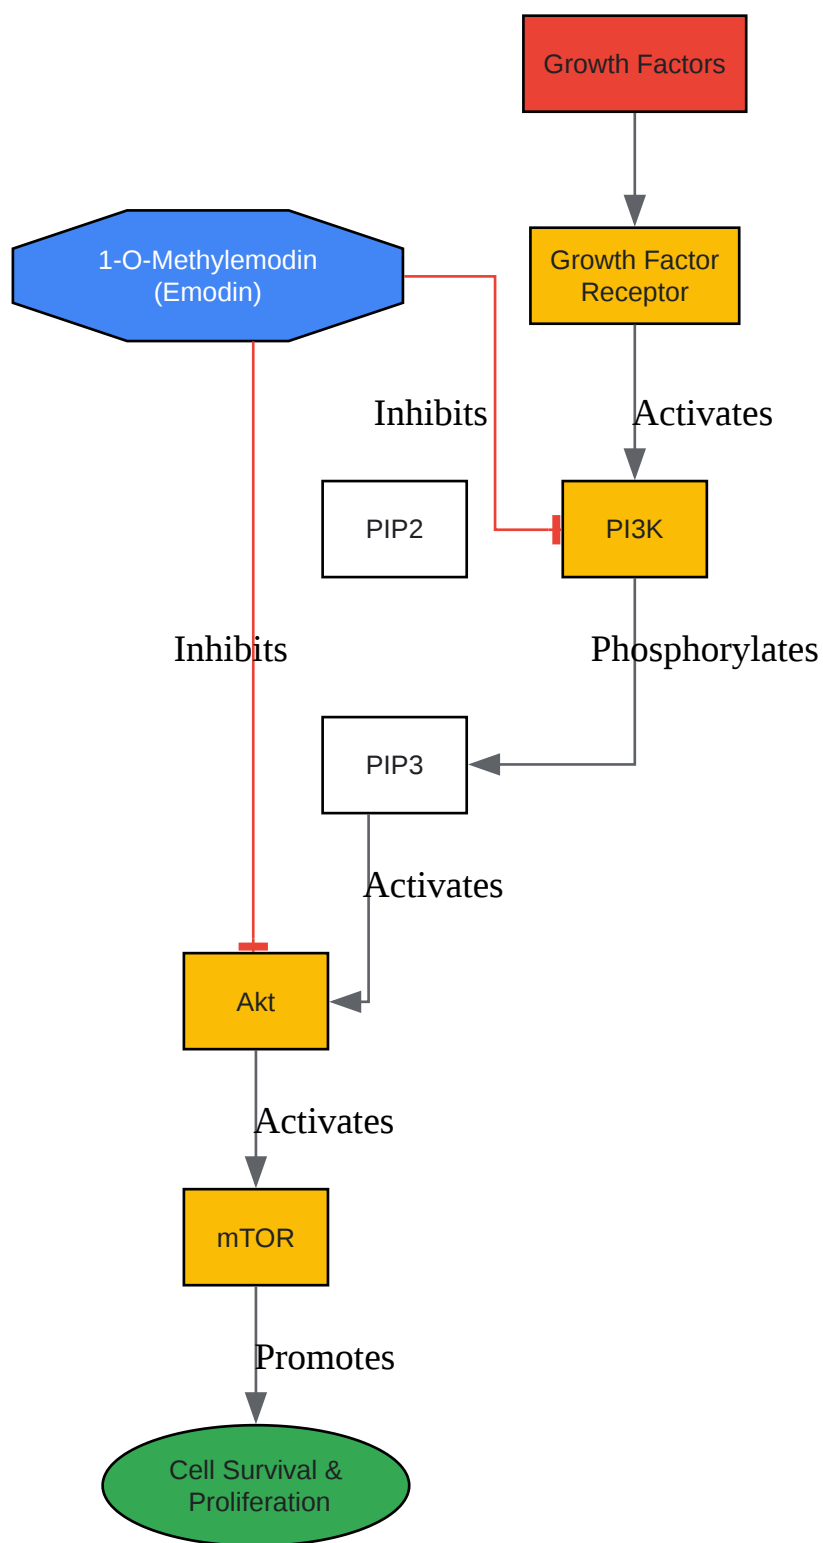 Growth Factors
1-O-Methylemodin
(Emodin)
Growth Factor
Receptor
Inhibits
Activates
PIP2
PI3K
Inhibits
Phosphorylates
PIP3
Activates
Akt
Activates
mTOR
Promotes
Cell Survival &
Proliferation